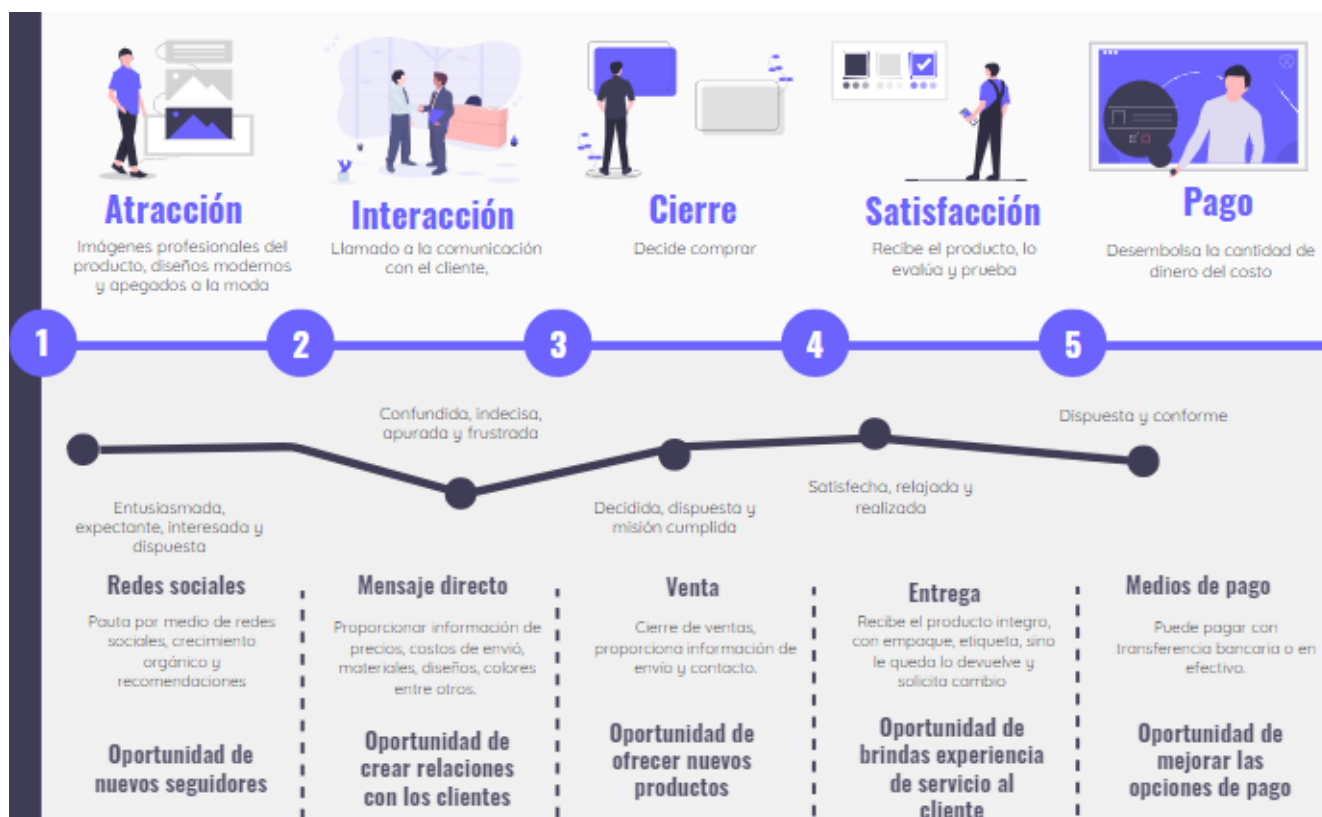 Atracción
Imágenes profesionales del
producto, diseños modernos
y apegados a la moda
Interacción
Llamado a la comunicación
con el cliente,
Cierre
Decide comprar
Satisfacción
Recibe el producto, lo
evalúa y prueba
Pago
Desembolsa la cantidad de
dinero del costo
1
2
3
4
5
Entusiasmada,
expectante, interesada y
dispuesta
Confundida, indecisa,
apurada y frustrada
Decidida, dispuesta y
misión cumplida
Satisfecha, relajada y
realizada
Dispuesta y conforme
Redes sociales
Pauta por medio de redes
sociales, crecimiento
orgánico y
recomendaciones
Oportunidad de
nuevos seguidores
Mensaje directo
Proporcionar información de
precios, costos de envió,
materiales, diseños, colores
entre otros.
Oportunidad de
crear relaciones
con los clientes
Venta
Cierre de ventas,
proporciona información de
envío y contacto.
Oportunidad de
ofrecer nuevos
productos
Entrega
Recibe el producto integro,
con empaque, etiqueta, sino
le queda lo devuelve y
solicita cambio
Oportunidad de
brindas experiencia
de servicio al
cliente
Medios de pago
Puede pagar con
transferencia bancaria o en
efectivo.
Oportunidad de
mejorar las
opciones de pago